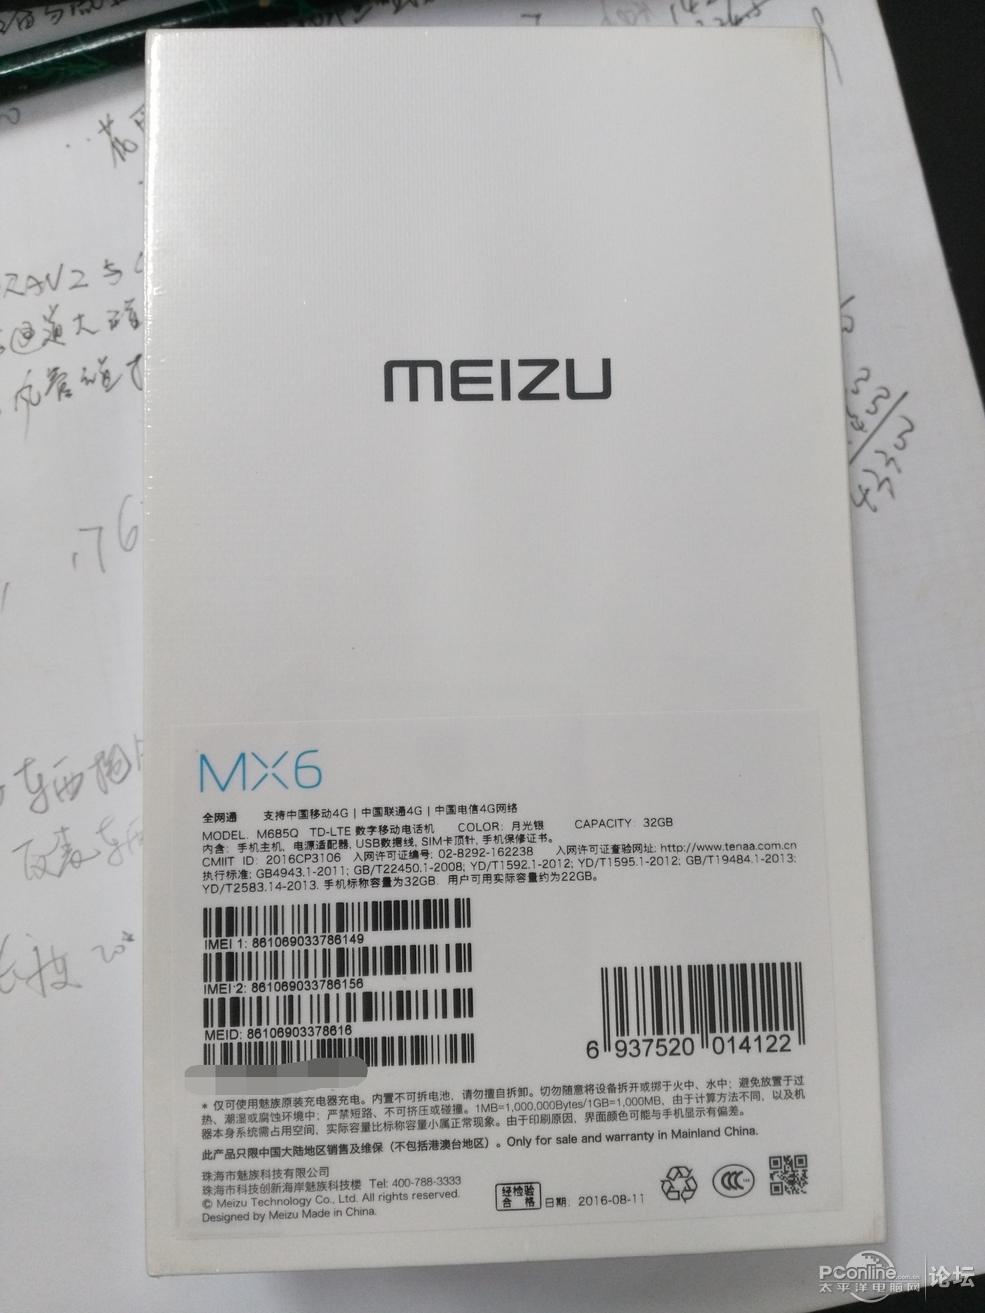 MEIZU
MX6
全网通 支持中国移动4G | 中国联通4G | 中国电信4G网络
MODEL: M685Q TD-LTE 数字移动电话机 COLOR: 月光银 CAPACITY: 32GB
内含: 手机主机, 电源适配器, USB数据线, SIM卡顶针, 手机保修证书。
CMIIT ID: 2016CP3106 入网许可证编号: 02-8292-162238 入网许可证查验网址: http://www.tenaa.com.cn
执行标准: GB4943.1-2011; GB/T22450.1-2008; YD/T1592.1-2012; YD/T1595.1-2012; GB/T19484.1-2013;
YD/T2583.14-2013. 手机标称容量为32GB. 用户可用实际容量约为22GB。
IMEI 1: 861069033786149
IMEI 2: 861069033786156
MEID: 86106903378616
6 937520 014122
* 仅可使用魅族原装充电器充电。内置不可拆电池，请勿擅自拆卸。切勿随意将设备拆开或掷于火中、水中；避免放置于过
热、潮湿或腐蚀环境中；严禁短路、不可挤压或碰撞。1MB=1,000,000Bytes/1GB=1,000MB，由于计算方法不同，以及机
器本身系统需占用空间，实际容量比标称容量小属正常现象。由于印刷原因，界面颜色可能与手机显示有偏差。
此产品只限中国大陆地区销售及维保（不包括港澳台地区）。Only for sale and warranty in Mainland China.
珠海市魅族科技有限公司
珠海市科技创新海岸魅族科技楼 Tel: 400-788-3333
© Meizu Technology Co., Ltd. All rights reserved.
Designed by Meizu Made in China.
经检验
合格
日期: 2016-08-11
CCC
.176
PConline.com.cn
太平洋电脑网
论坛